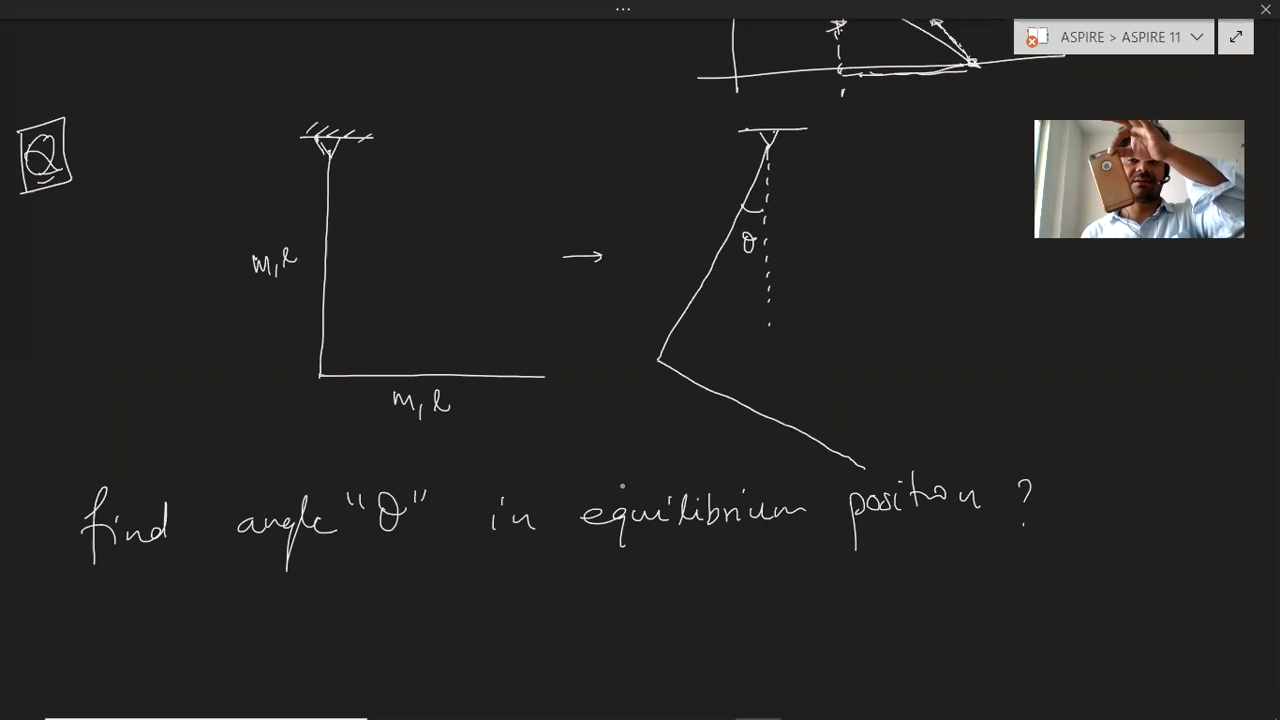 ASPIRE > ASPIRE 11
Q
m, l
θ
m, l
find angle "θ" in equilibrium position ?